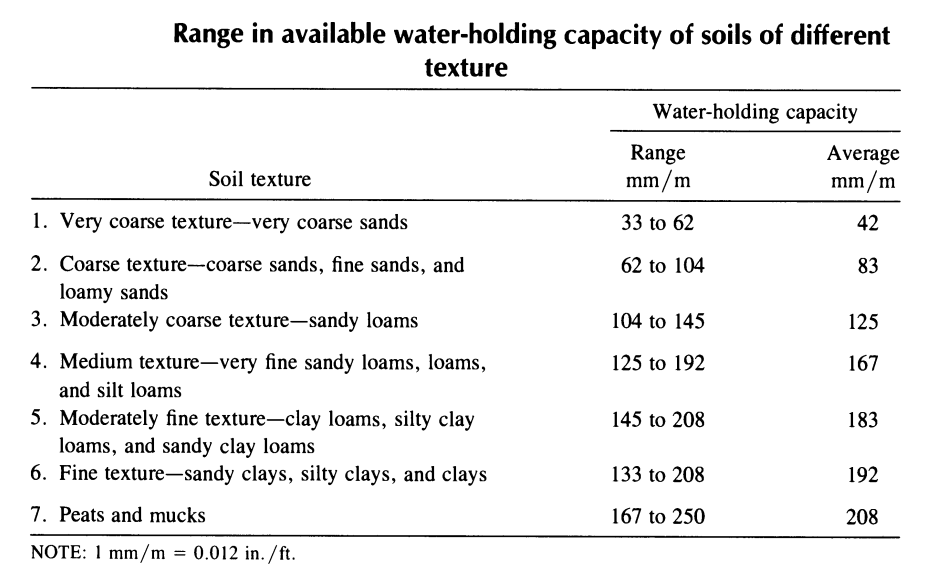 Range in available water-holding capacity of soils of different
texture
Water-holding capacity
Range Average
Soil texture mm/m mm/m
1. Very coarse texture—very coarse sands 33 to 62 42
2. Coarse texture—coarse sands, fine sands, and 62 to 104 83
loamy sands
3. Moderately coarse texture—sandy loams 104 to 145 125
4. Medium texture—very fine sandy loams, loams, 125 to 192 167
and silt loams
5. Moderately fine texture—clay loams, silty clay 145 to 208 183
loams, and sandy clay loams
6. Fine texture—sandy clays, silty clays, and clays 133 to 208 192
7. Peats and mucks 167 to 250 208
NOTE: 1 mm/m = 0.012 in./ft.